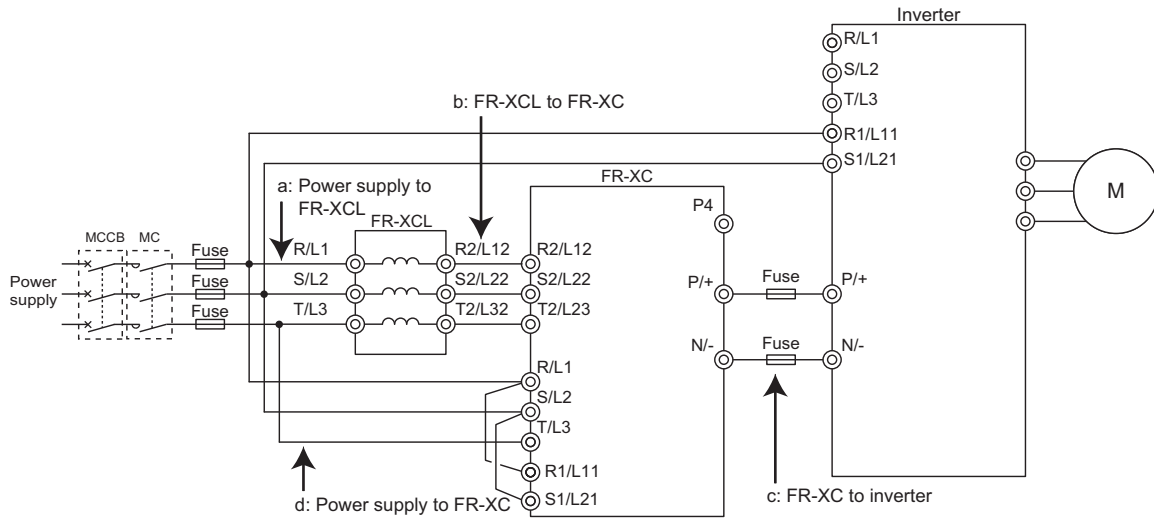 Inverter
R/L1
S/L2
T/L3
R1/L11
S1/L21
b: FR-XCL to FR-XC
a: Power supply to
FR-XCL
FR-XC
FR-XCL
P4
MCCB
MC
Fuse
R/L1
R2/L12
R2/L12
Power
supply
Fuse
S/L2
S2/L22
S2/L22
P/+
Fuse
P/+
M
Fuse
T/L3
T2/L32
T2/L23
N/-
Fuse
N/-
R/L1
S/L2
T/L3
R1/L11
S1/L21
d: Power supply to FR-XC
c: FR-XC to inverter